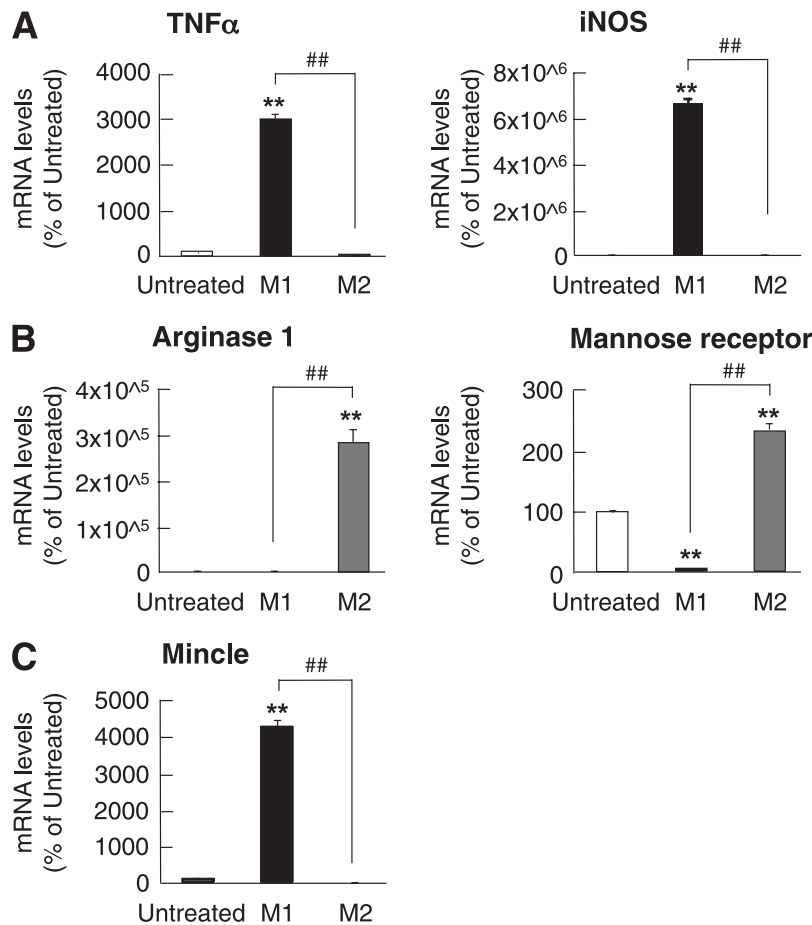 A
TNFα
iNOS
mRNA levels
(% of Untreated)
4000
3000
2000
1000
0
##
**
Untreated M1 M2
mRNA levels
(% of Untreated)
8x10^6
6x10^6
4x10^6
2x10^6
0
##
**
Untreated M1 M2
B
Arginase 1
Mannose receptor
mRNA levels
(% of Untreated)
4x10^5
3x10^5
2x10^5
1x10^5
0
##
**
Untreated M1 M2
mRNA levels
(% of Untreated)
300
200
100
0
##
**
**
Untreated M1 M2
C
Mincle
mRNA levels
(% of Untreated)
5000
4000
3000
2000
1000
0
##
**
Untreated M1 M2